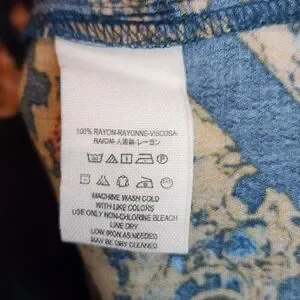 100% RAYON-RAYONNE-VISCOSA-
RAION-人造絲-レーヨン
MACHINE WASH COLD
WITH LIKE COLORS
USE ONLY NON-CHLORINE BLEACH
LINE DRY
LOW IRON AS NEEDED
MAY BE DRY CLEANED